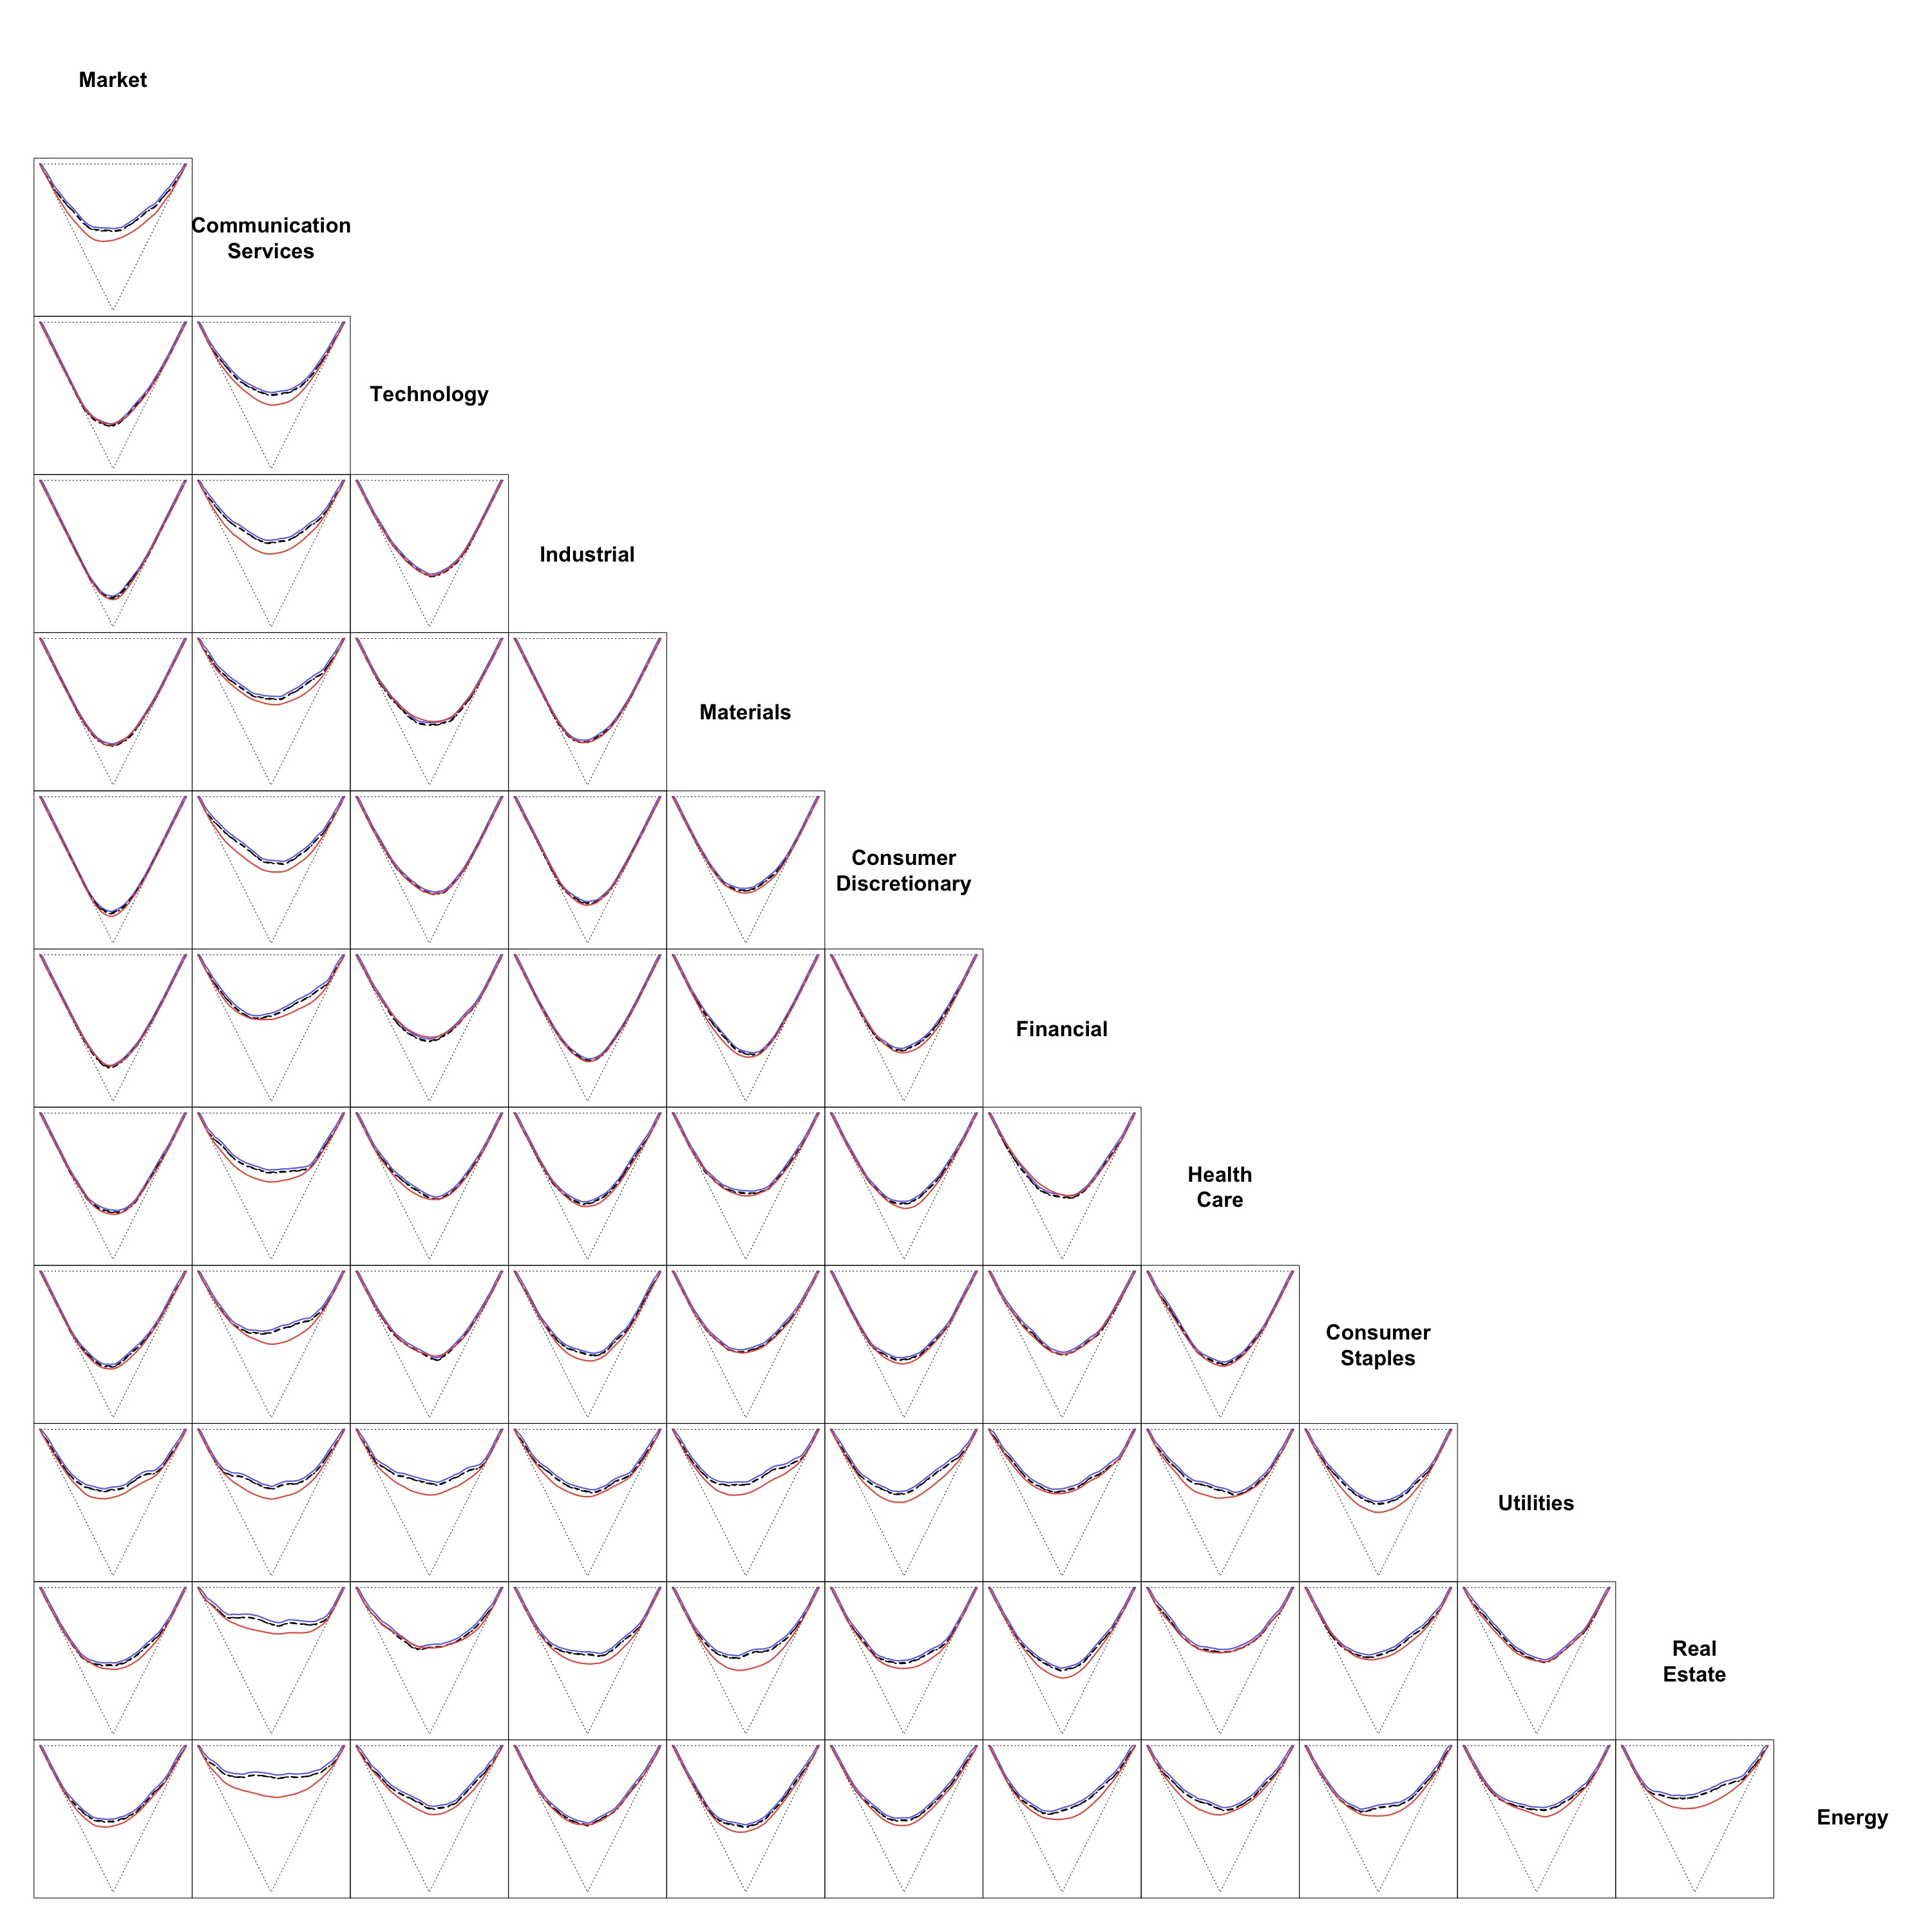 Market
Communication
Services
Technology
Industrial
Materials
Consumer
Discretionary
Financial
Health
Care
Consumer
Staples
Utilities
Real
Estate
Energy